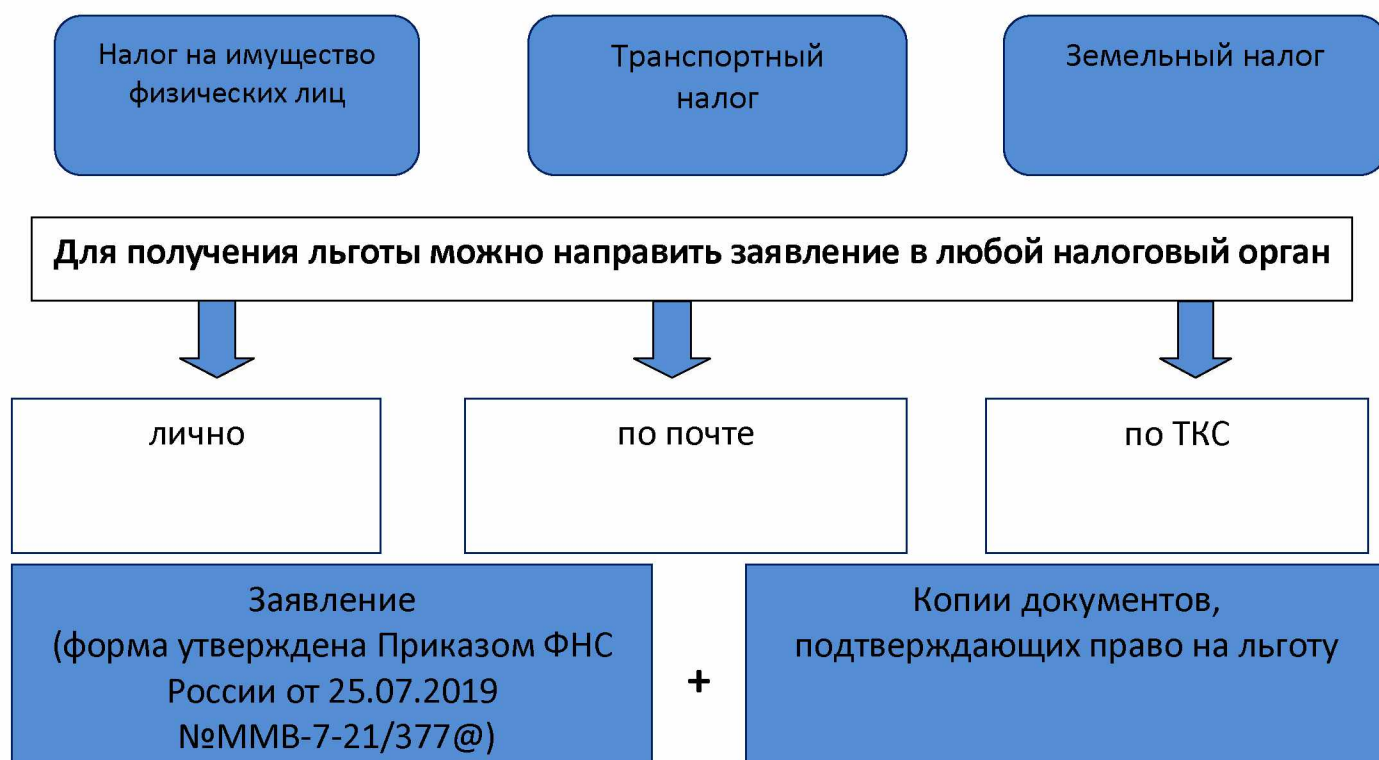 Налог на имущество
физических лиц
Транспортный
налог
Земельный налог
Для получения льготы можно направить заявление в любой налоговый орган
лично
по почте
по ТКС
Заявление
(форма утверждена Приказом ФНС
России от 25.07.2019
№ММВ-7-21/377@)
+
Копии документов,
подтверждающих право на льготу